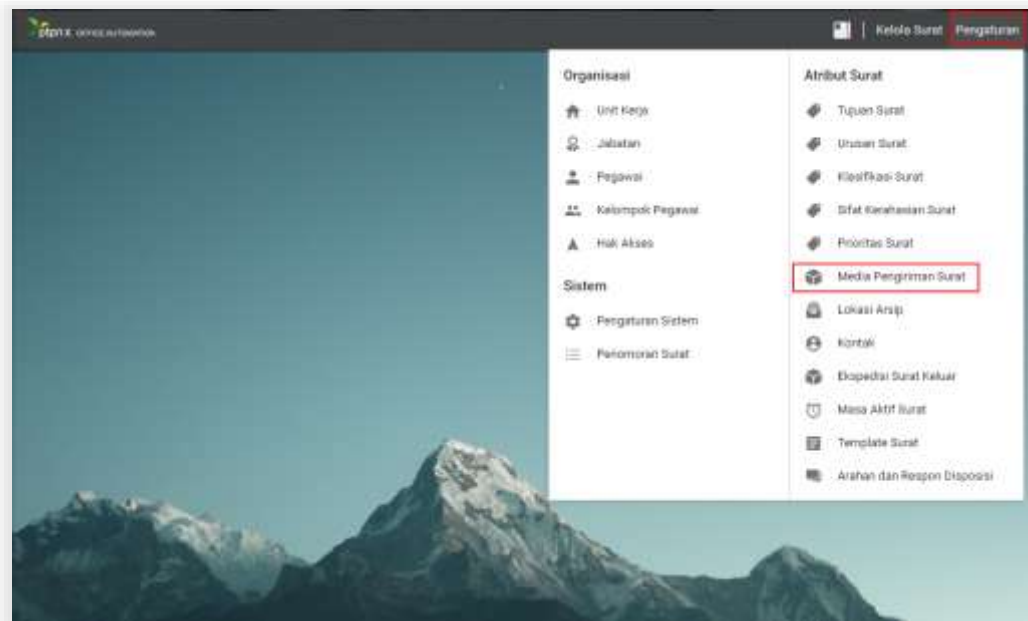 ptpn x OFFICE AUTOMATION
Kelola Surat
Pengaturan
Organisasi
Unit Kerja
Jabatan
Pegawai
Kelompok Pegawai
Hak Akses
Sistem
Pengaturan Sistem
Penomoran Surat
Atribut Surat
Tujuan Surat
Urusan Surat
Klasifikasi Surat
Sifat Kerahasian Surat
Prioritas Surat
Media Pengiriman Surat
Lokasi Arsip
Kontak
Ekspedisi Surat Keluar
Masa Aktif Surat
Template Surat
Arahan dan Respon Disposisi